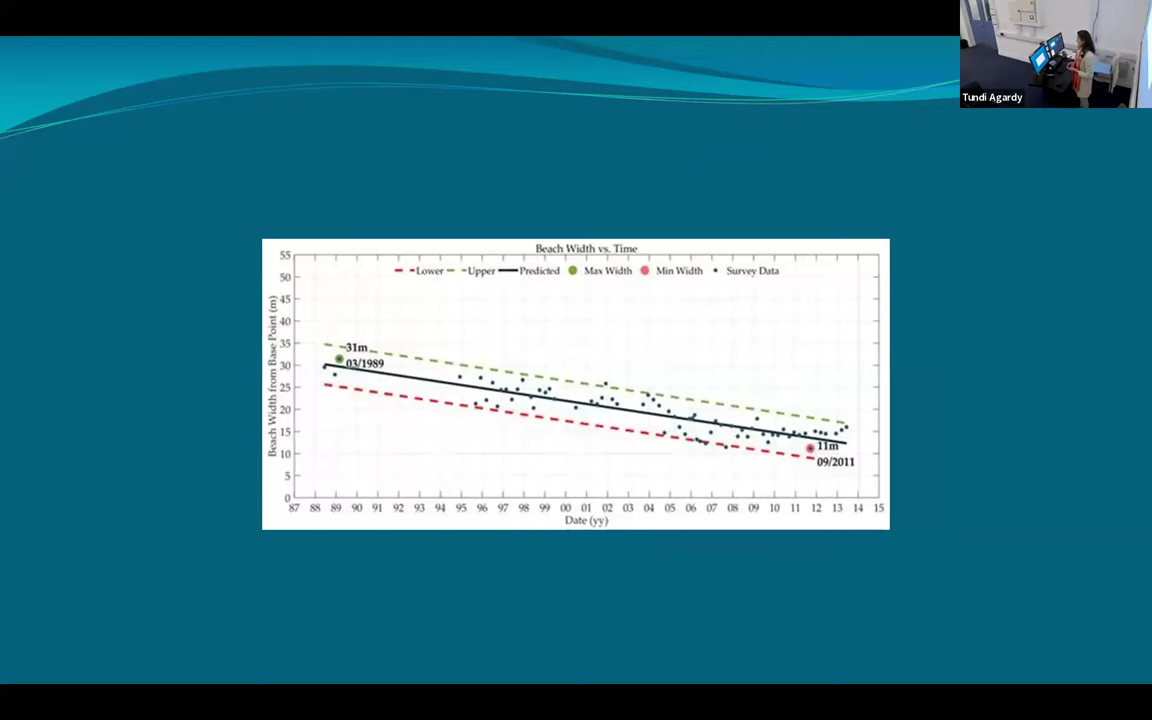 Tundi Agardy
Beach Width vs. Time
Lower Upper Predicted Max Width Min Width Survey Data
Beach Width from Base Point (m)
55
50
45
40
35
30
25
20
15
10
5
0
31m
03/1989
11m
09/2011
87 88 89 90 91 92 93 94 95 96 97 98 99 00 01 02 03 04 05 06 07 08 09 10 11 12 13 14 15
Date (yy)